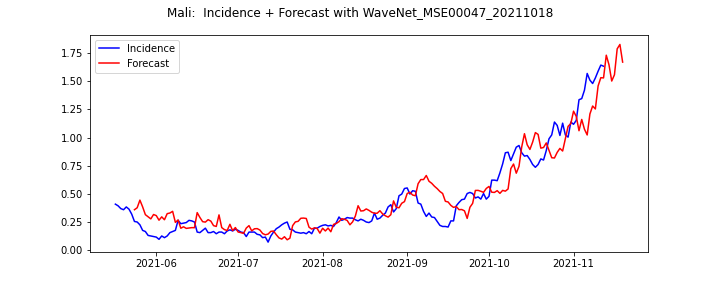 Mali:  Incidence + Forecast with WaveNet_MSE00047_20211018
Incidence
Forecast
1.75
1.50
1.25
1.00
0.75
0.50
0.25
0.00
2021-06 2021-07 2021-08 2021-09 2021-10 2021-11